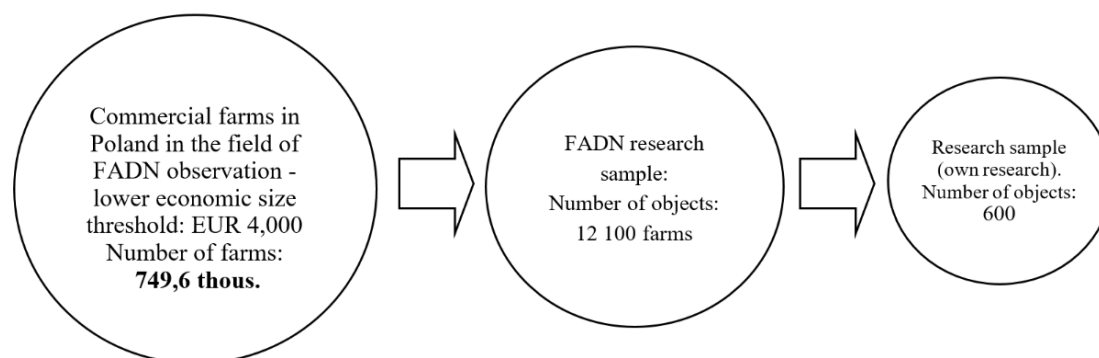 Commercial farms in
Poland in the field of
FADN observation -
lower economic size
threshold: EUR 4,000
Number of farms:
749,6 thous.
FADN research
sample:
Number of objects:
12 100 farms
Research sample
(own research).
Number of objects:
600